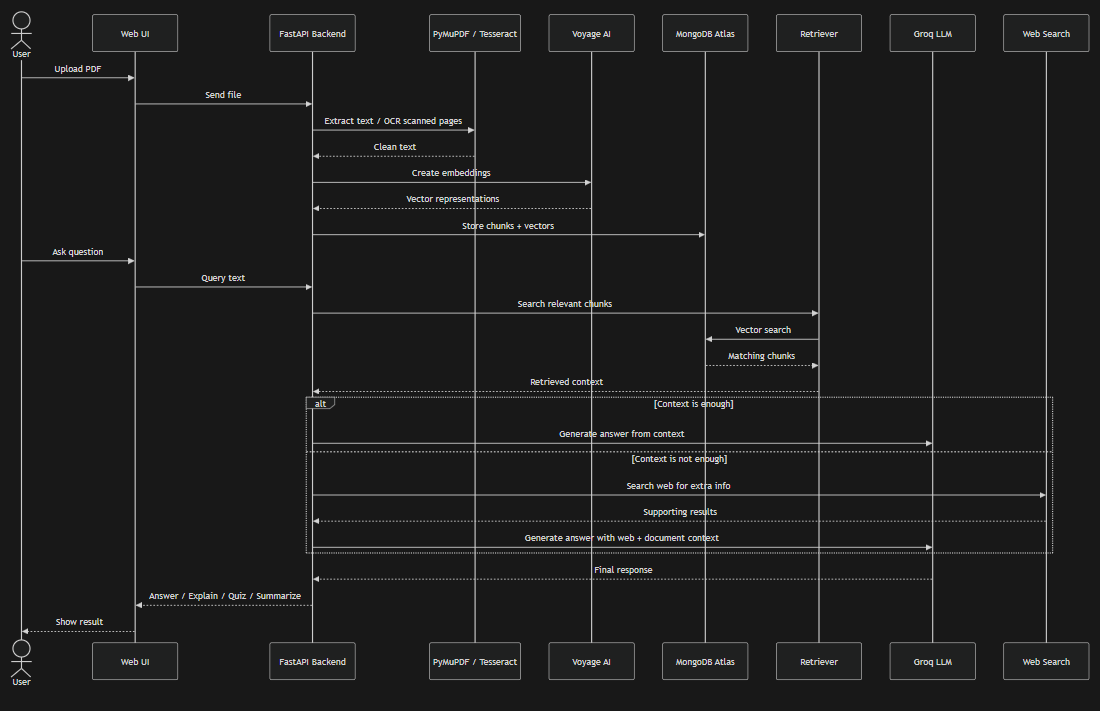 User
Web UI
FastAPI Backend
PyMuPDF / Tesseract
Voyage AI
MongoDB Atlas
Retriever
Groq LLM
Web Search
Upload PDF
Send file
Extract text / OCR scanned pages
Clean text
Create embeddings
Vector representations
Store chunks + vectors
Ask question
Query text
Search relevant chunks
Vector search
Matching chunks
Retrieved context
alt
[Context is enough]
Generate answer from context
[Context is not enough]
Search web for extra info
Supporting results
Generate answer with web + document context
Final response
Answer / Explain / Quiz / Summarize
Show result
User
Web UI
FastAPI Backend
PyMuPDF / Tesseract
Voyage AI
MongoDB Atlas
Retriever
Groq LLM
Web Search